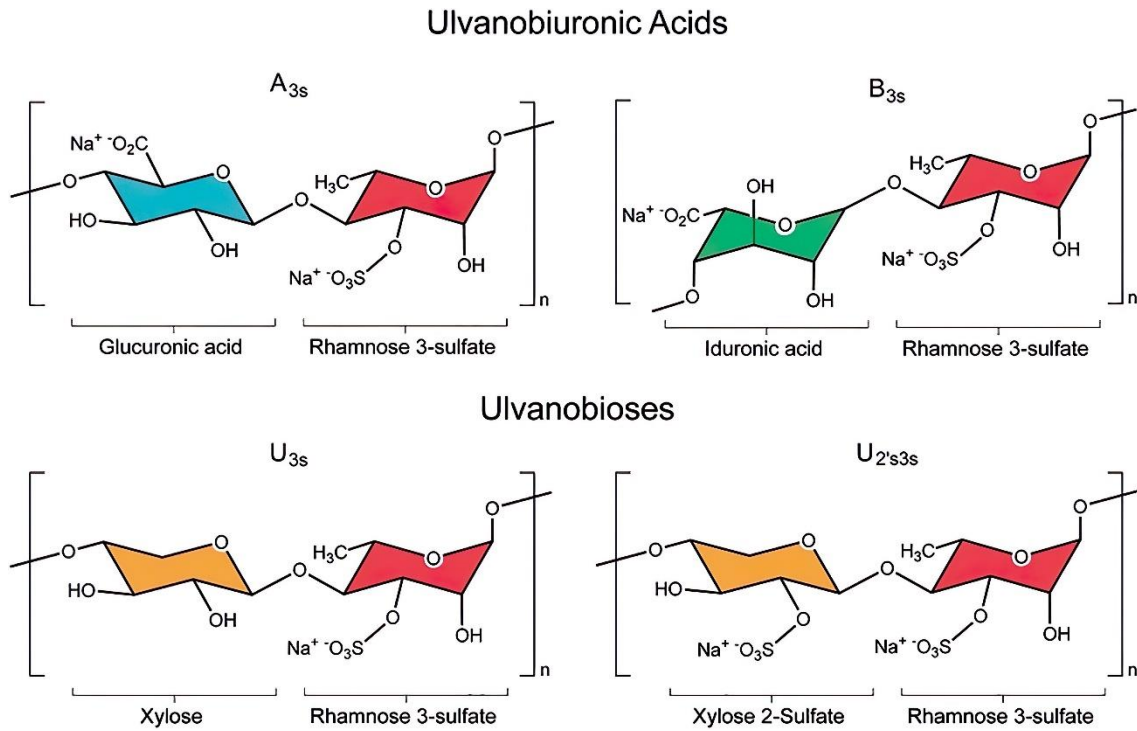 Ulvanobiuronic Acids
A3s
B3s
Na+ -O2C
O
O
HO
OH
O
H3C
O
O
O
Na+ -O3S
OH
n
OH
Na+ -O2C
O
O
OH
O
H3C
O
O
O
Na+ -O3S
OH
n
Glucuronic acid
Rhamnose 3-sulfate
Iduronic acid
Rhamnose 3-sulfate
Ulvanobioses
U3s
U2's3s
O
O
HO
OH
O
H3C
O
O
O
Na+ -O3S
OH
n
O
O
HO
O
Na+ -O3S
O
H3C
O
O
O
Na+ -O3S
OH
n
Xylose
Rhamnose 3-sulfate
Xylose 2-Sulfate
Rhamnose 3-sulfate